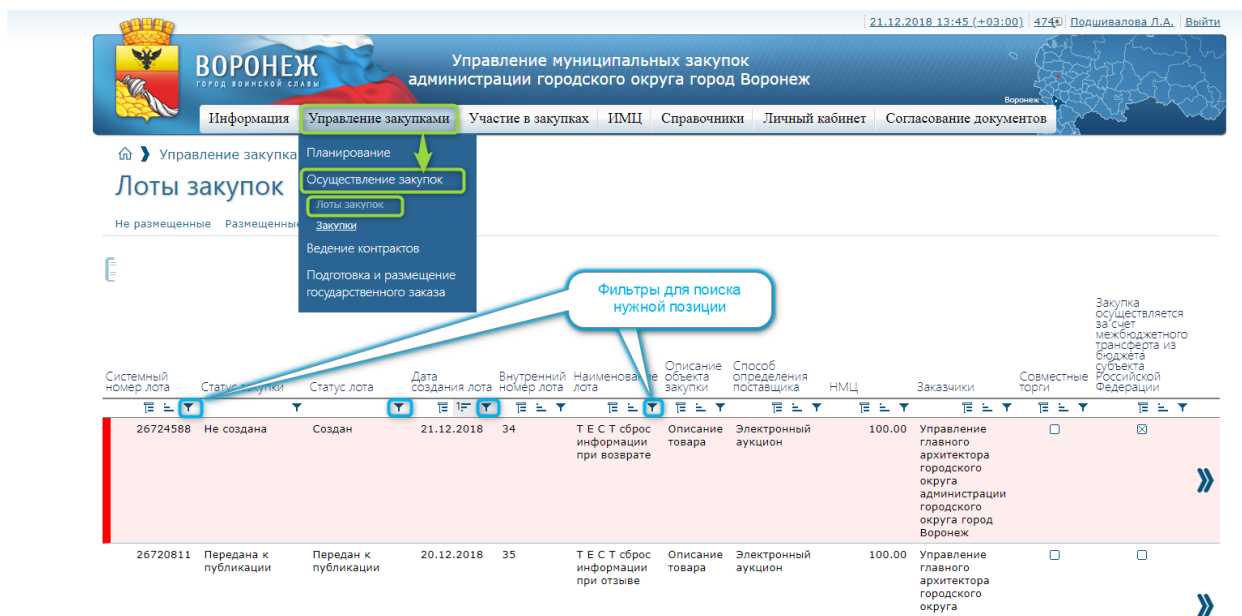 21.12.2018 13:45 (+03:00) Подшивалова Л.А. Выйти
ВОРОНЕЖ
ГОРОД ВОИНСКОЙ СЛАВЫ
Управление муниципальных закупок
администрации городского округа город Воронеж
Воронеж
Информация Управление закупками Участие в закупках ИМЦ Справочники Личный кабинет Согласование документов
Управление закупка
Планирование
Осуществление закупок
Лоты закупок
Закупки
Ведение контрактов
Подготовка и размещение
государственного заказа
Лоты закупок
Не размещенные Размещенные
Фильтры для поиска
нужной позиции
Системный
номер лота
Статус закупки
Статус лота
Дата
создания лота
Внутренний
номер лота
Наименование
лота
Описание
объекта
закупки
Способ
определения
поставщика
НМЦ
Заказчики
Совместные
торги
Закупка
осуществляется
за счет
межбюджетного
трансферта из
бюджета
субъекта
Российской
Федерации
26724588 Не создана Создан 21.12.2018 34
Т Е С Т сброс
информации
при возврате
Описание
товара
Электронный
аукцион
100.00
Управление
главного
архитектора
городского
округа
администрации
городского
округа город
Воронеж
26720811
Передана к
публикации
Передан к
публикации
20.12.2018 35
Т Е С Т сброс
информации
при отзыве
Описание
товара
Электронный
аукцион
100.00
Управление
главного
архитектора
городского
округа